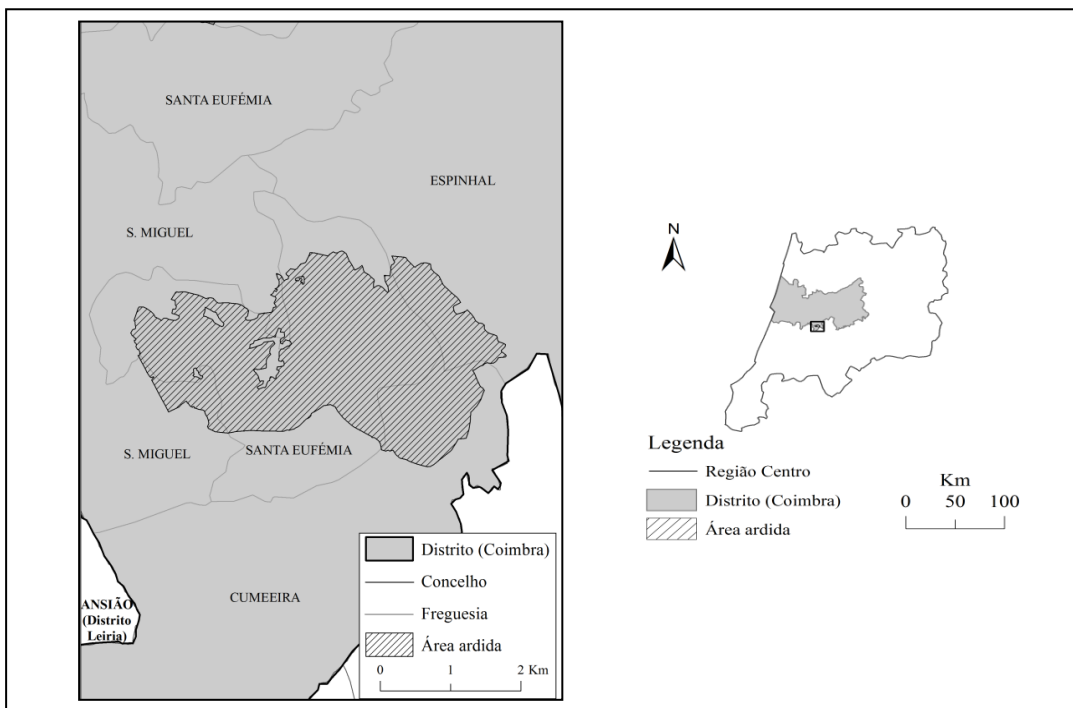 SANTA EUFÉMIA
ESPINHAL
S. MIGUEL
S. MIGUEL
SANTA EUFÉMIA
CUMEEIRA
ANSIÃO
(Distrito
Leiria)
Distrito (Coimbra)
Concelho
Freguesia
Área ardida
0 1 2 Km
N
Legenda
Região Centro
Distrito (Coimbra)
Área ardida
Km
0 50 100